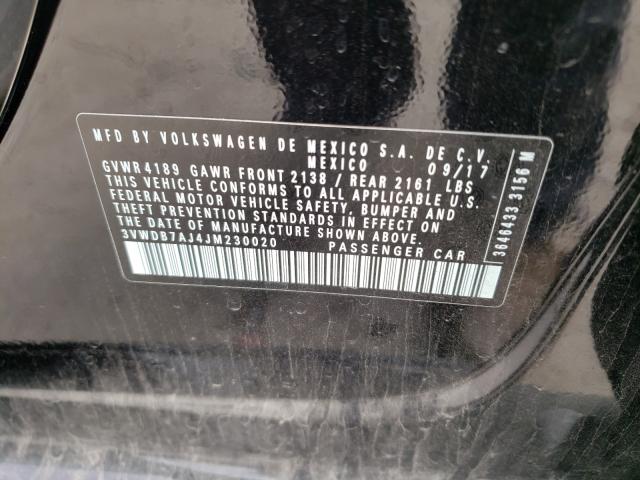 MFD BY VOLKSWAGEN DE MEXICO S.A. DE C.V.
MEXICO 09/17
GVWR 4189 GAWR FRONT 2138 / REAR 2161 LBS
THIS VEHICLE CONFORMS TO ALL APPLICABLE U.S.
FEDERAL MOTOR VEHICLE SAFETY, BUMPER AND
THEFT PREVENTION STANDARDS IN EFFECT ON
THE DATE OF MANUFACTURE SHOWN ABOVE.
3VWDB7AJ4JM230020 PASSENGER CAR
3646433 3156 M